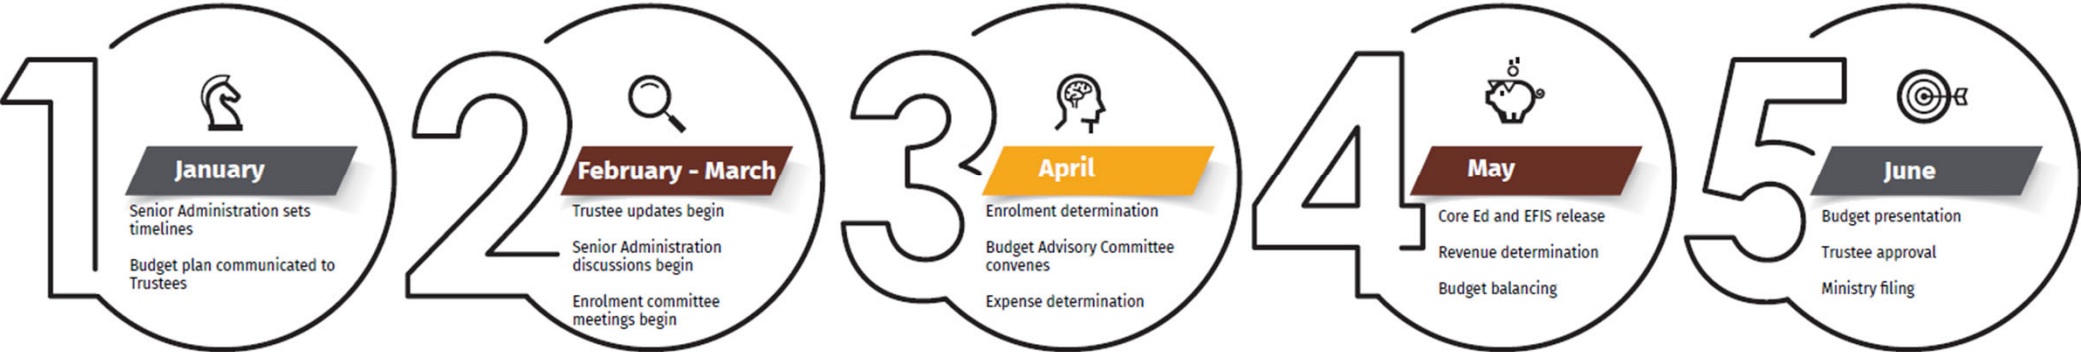 1
January
Senior Administration sets
timelines
Budget plan communicated to
Trustees
2
February - March
Trustee updates begin
Senior Administration
discussions begin
Enrolment committee
meetings begin
3
April
Enrolment determination
Budget Advisory Committee
convenes
Expense determination
4
May
Core Ed and EFIS release
Revenue determination
Budget balancing
5
June
Budget presentation
Trustee approval
Ministry filing